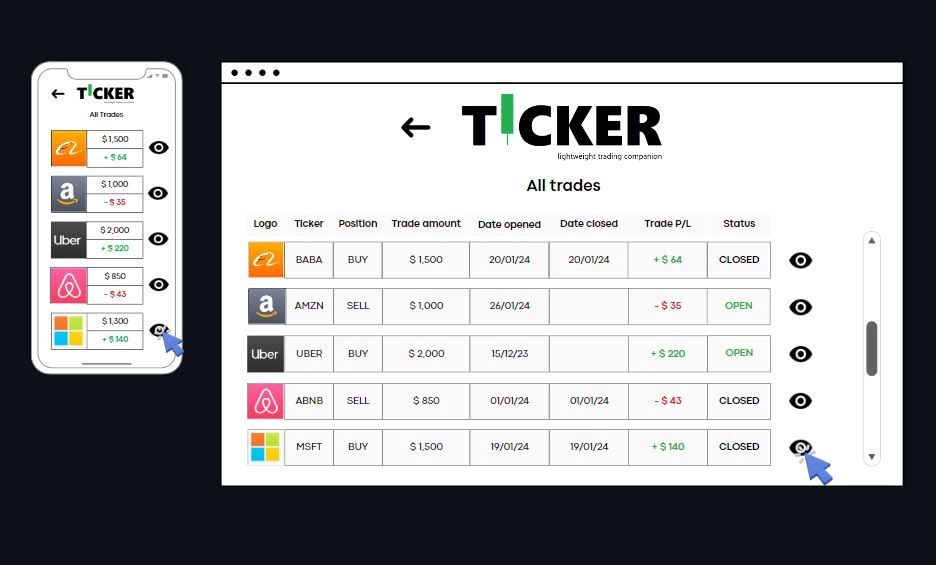 TICKER
lightweight trading companion
All Trades
$ 1,500
+ $ 64
$ 1,000
- $ 35
Uber
$ 2,000
+ $ 220
$ 850
- $ 43
$ 1,300
+ $ 140
TICKER
lightweight trading companion
All trades
Logo Ticker Position Trade amount Date opened Date closed Trade P/L Status
BABA BUY $ 1,500 20/01/24 20/01/24 + $ 64 CLOSED
a AMZN SELL $ 1,000 26/01/24 - $ 35 OPEN
Uber UBER BUY $ 2,000 15/12/23 + $ 220 OPEN
ABNB SELL $ 850 01/01/24 01/01/24 - $ 43 CLOSED
MSFT BUY $ 1,500 19/01/24 19/01/24 + $ 140 CLOSED